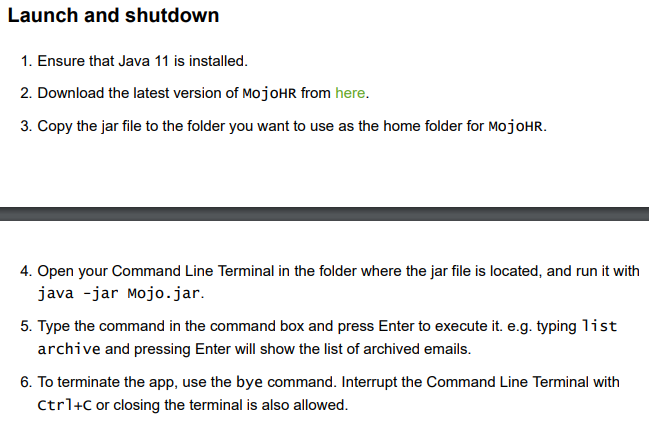 Launch and shutdown
1. Ensure that Java 11 is installed.
2. Download the latest version of MojoHR from here.
3. Copy the jar file to the folder you want to use as the home folder for MojoHR.
4. Open your Command Line Terminal in the folder where the jar file is located, and run it with
java -jar Mojo.jar.
5. Type the command in the command box and press Enter to execute it. e.g. typing list
archive and pressing Enter will show the list of archived emails.
6. To terminate the app, use the bye command. Interrupt the Command Line Terminal with
Ctrl+C or closing the terminal is also allowed.